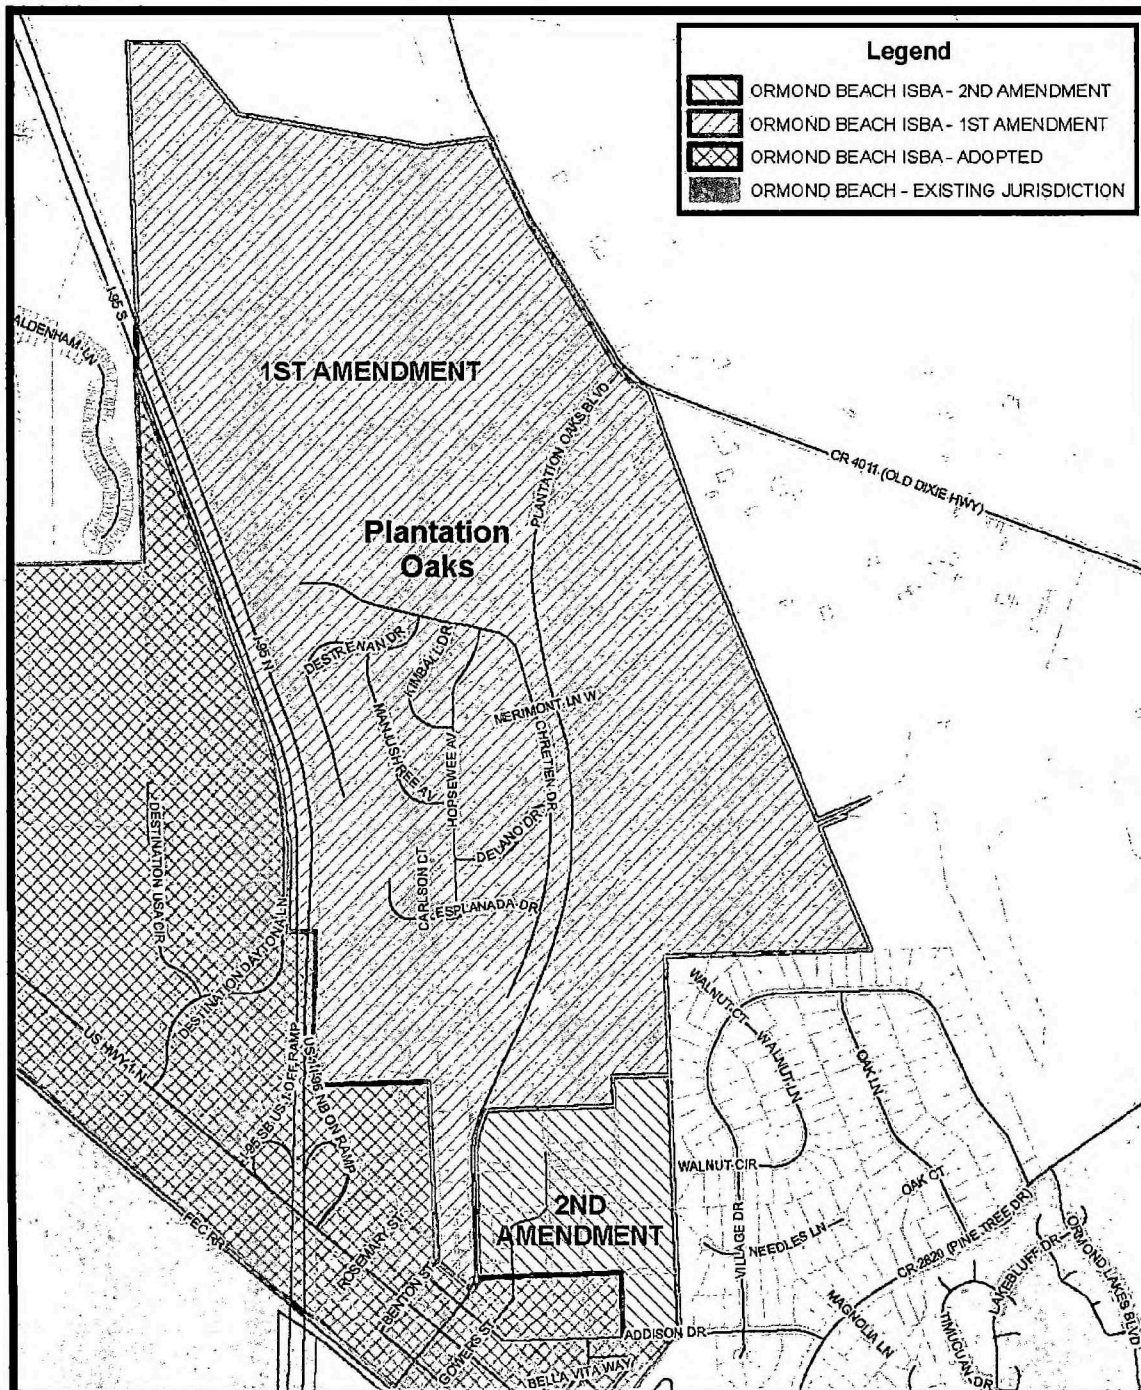 Legend
ORMOND BEACH ISBA - 2ND AMENDMENT
ORMOND BEACH ISBA - 1ST AMENDMENT
ORMOND BEACH ISBA - ADOPTED
ORMOND BEACH - EXISTING JURISDICTION
I-95 S
ALDENHAM LN
1ST AMENDMENT
PLANTATION OAKS BLVD
CR 4011 (OLD DIXIE HWY)
Plantation
Oaks
I-95 N
DESTRENAN DR
KIMBALL DR
MERIMONT LN W
MANJUSHREE AV
HOPSEWEE AV
CHRETIEN DR
DELANO DR
CARLSON CT
ESPLANADA DR
DESTINATION USA CIR
DESTINATION DAYTONA LN
US HWY 1 N
I-95 SB US 1 OFF RAMP
US 1 I-95 NB ON RAMP
WALNUT CT
WALNUT LN
OAK LN
WALNUT CIR
OAK CT
2ND
AMENDMENT
VILLAGE DR
NEEDLES LN
CR 2820 (PINE TREE DR)
FEC RR
ROSEMARY ST
BENTON ST
GOWERS ST
ADDISON DR
BELLA VITA WAY
MAGNOLIA LN
TIMUCUAN DR
LAKEBLUFF DR
ORMOND LAKES BLVD